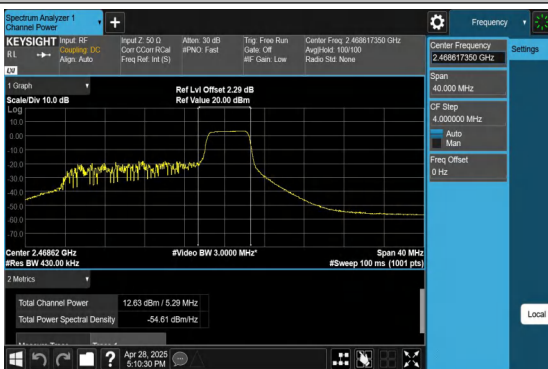 Spectrum Analyzer 1
Channel Power
Frequency
KEYSIGHT
RL
Input: RF
Coupling: DC
Align: Auto
Input Z: 50 Ω
Corr CCorr RCal
Freq Ref: Int (S)
Atten: 30 dB
#PNO: Fast
Trig: Free Run
Gate: Off
#IF Gain: Low
Center Freq: 2.468617350 GHz
Avg|Hold: 100/100
Radio Std: None
Center Frequency
2.468617350 GHz
Settings
Span
40.000 MHz
CF Step
4.000000 MHz
Auto
Man
Freq Offset
0 Hz
1 Graph
Scale/Div 10.0 dB
Ref Lvl Offset 2.29 dB
Ref Value 20.00 dBm
Log
10.0
0.00
-10.0
-20.0
-30.0
-40.0
-50.0
-60.0
-70.0
Center 2.46862 GHz
#Res BW 430.00 kHz
#Video BW 3.0000 MHz*
Span 40 MHz
#Sweep 100 ms (1001 pts)
2 Metrics
Total Channel Power 12.63 dBm / 5.29 MHz
Total Power Spectral Density -54.61 dBm/Hz
Local
?
Apr 28, 2025
5:10:30 PM